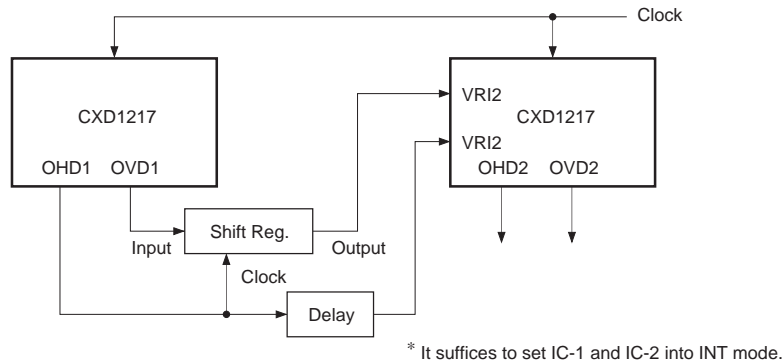 Clock
CXD1217
OHD1 OVD1
VRI2
CXD1217
VRI2
OHD2 OVD2
Input
Shift Reg.
Output
Clock
Delay
* It suffices to set IC-1 and IC-2 into INT mode.